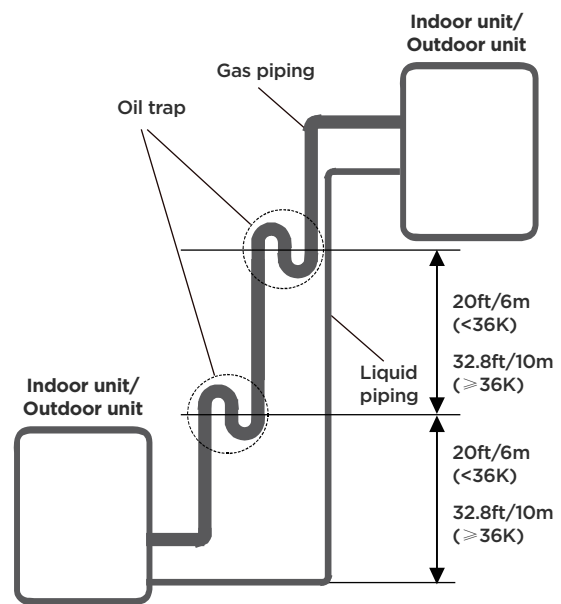 Indoor unit/
Outdoor unit
Gas piping
Oil trap
20ft/6m
(<36K)
32.8ft/10m
(⩾36K)
Liquid
piping
Indoor unit/
Outdoor unit
20ft/6m
(<36K)
32.8ft/10m
(⩾36K)